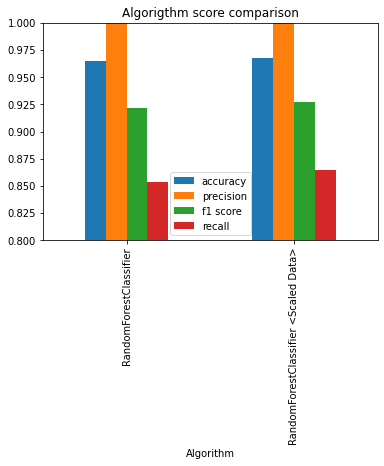 Algorigthm score comparison
1.000
0.975
0.950
0.925
0.900
0.875
0.850
0.825
0.800
accuracy
precision
f1 score
recall
RandomForestClassifier
RandomForestClassifier <Scaled Data>
Algorithm